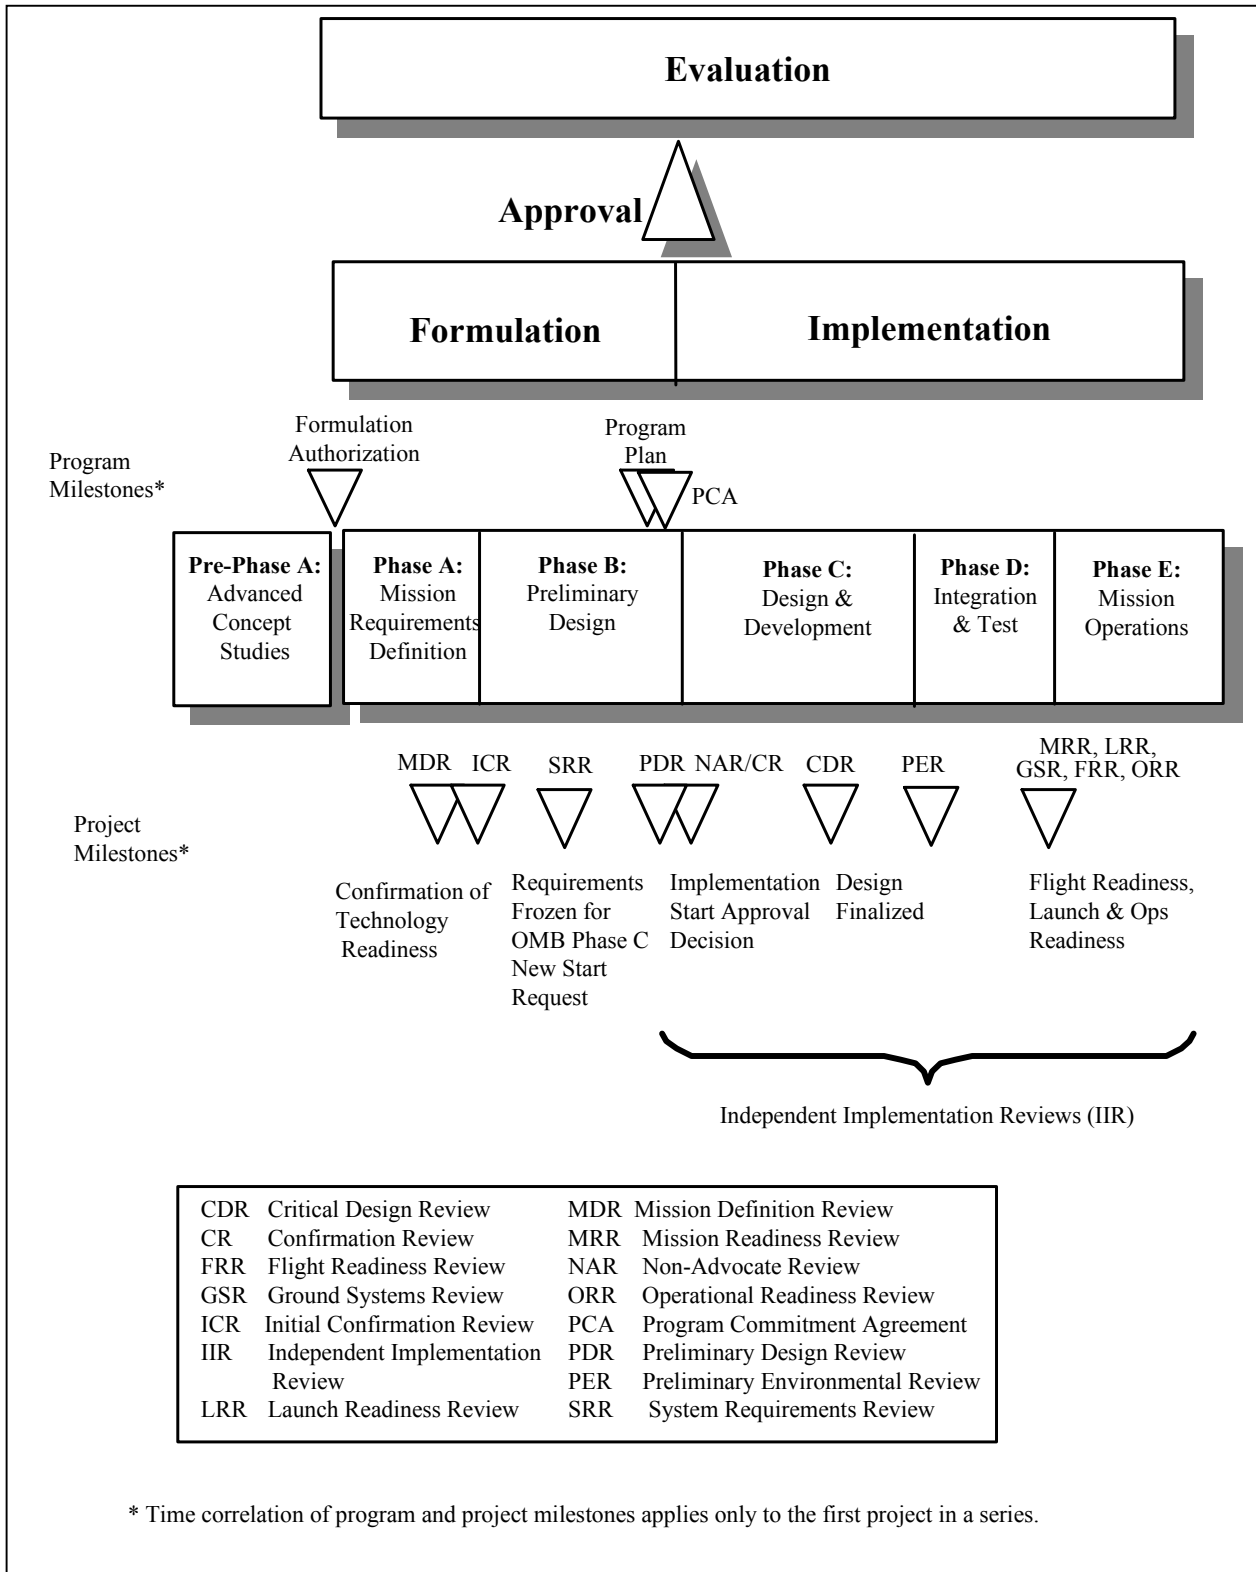 Evaluation
Approval
Formulation
Implementation
Formulation
Authorization
Program
Plan
PCA
Program
Milestones*
Pre-Phase A:
Advanced
Concept
Studies
Phase A:
Mission
Requirements
Definition
Phase B:
Preliminary
Design
Phase C:
Design &
Development
Phase D:
Integration
& Test
Phase E:
Mission
Operations
MDR
ICR
SRR
PDR
NAR/CR
CDR
PER
MRR, LRR,
GSR, FRR, ORR
Project
Milestones*
Confirmation of
Technology
Readiness
Requirements
Frozen for
OMB Phase C
New Start
Request
Implementation
Start Approval
Decision
Design
Finalized
Flight Readiness,
Launch & Ops
Readiness
Independent Implementation Reviews (IIR)
CDR Critical Design Review
CR Confirmation Review
FRR Flight Readiness Review
GSR Ground Systems Review
ICR Initial Confirmation Review
IIR Independent Implementation
Review
LRR Launch Readiness Review
MDR Mission Definition Review
MRR Mission Readiness Review
NAR Non-Advocate Review
ORR Operational Readiness Review
PCA Program Commitment Agreement
PDR Preliminary Design Review
PER Preliminary Environmental Review
SRR System Requirements Review
* Time correlation of program and project milestones applies only to the first project in a series.